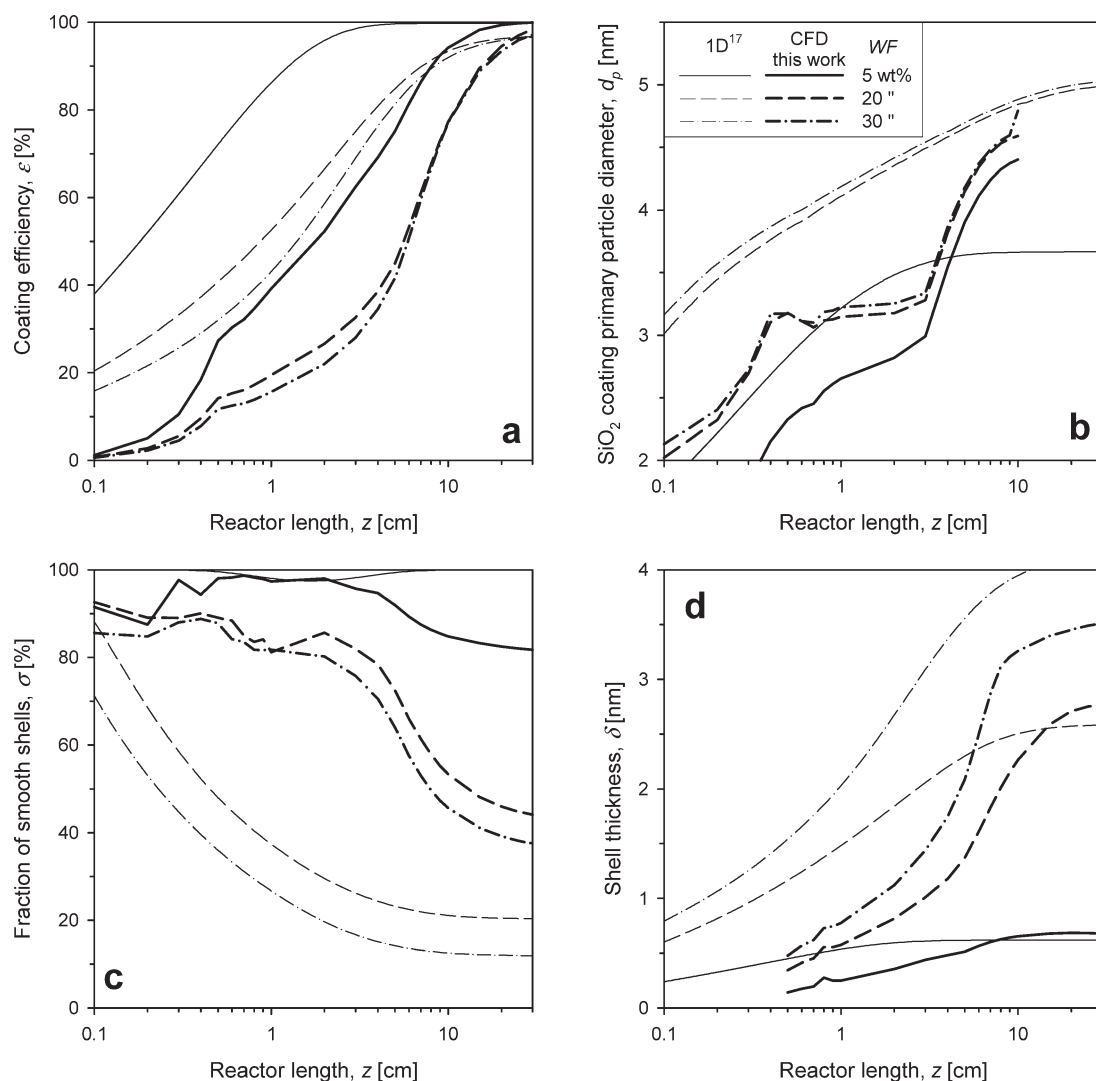 100
80
60
40
20
0
Coating efficiency, ε [%]
a
0.1 1 10
Reactor length, z [cm]
5
4
3
2
SiO₂ coating primary particle diameter, dₚ [nm]
1D¹⁷ CFD WF
this work
5 wt%
20 "
30 "
b
0.1 1 10
Reactor length, z [cm]
100
80
60
40
20
0
Fraction of smooth shells, σ [%]
c
0.1 1 10
Reactor length, z [cm]
4
3
2
1
0
Shell thickness, δ [nm]
d
0.1 1 10
Reactor length, z [cm]